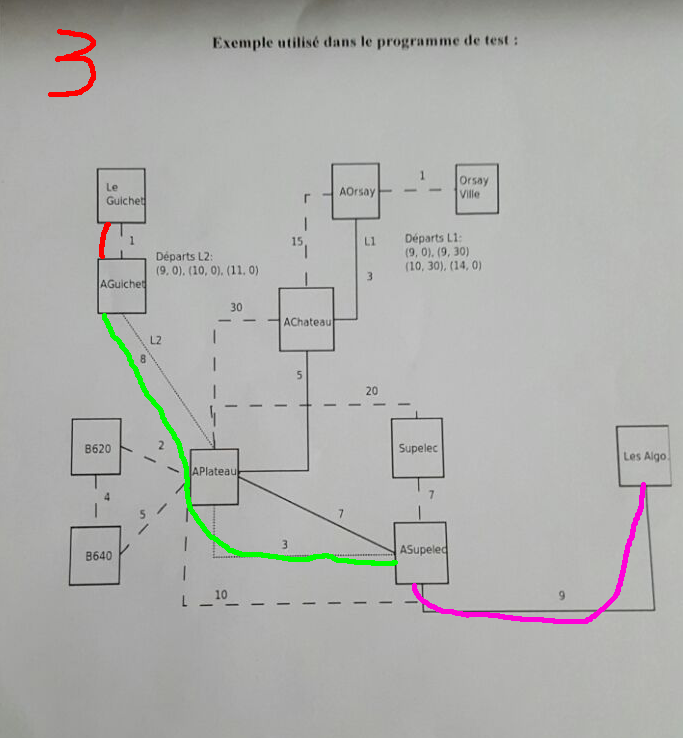 3
Exemple utilisé dans le programme de test :
Le
Guichet
AOrsay
1
Orsay
Ville
1
Départs L2:
(9, 0), (10, 0), (11, 0)
15
L1
Départs L1:
(9, 0), (9, 30)
(10, 30), (14, 0)
AGuichet
3
30
AChateau
L2
8
5
20
B620
2
APlateau
Supelec
Les Algo.
4
5
7
7
B640
3
ASupelec
10
9